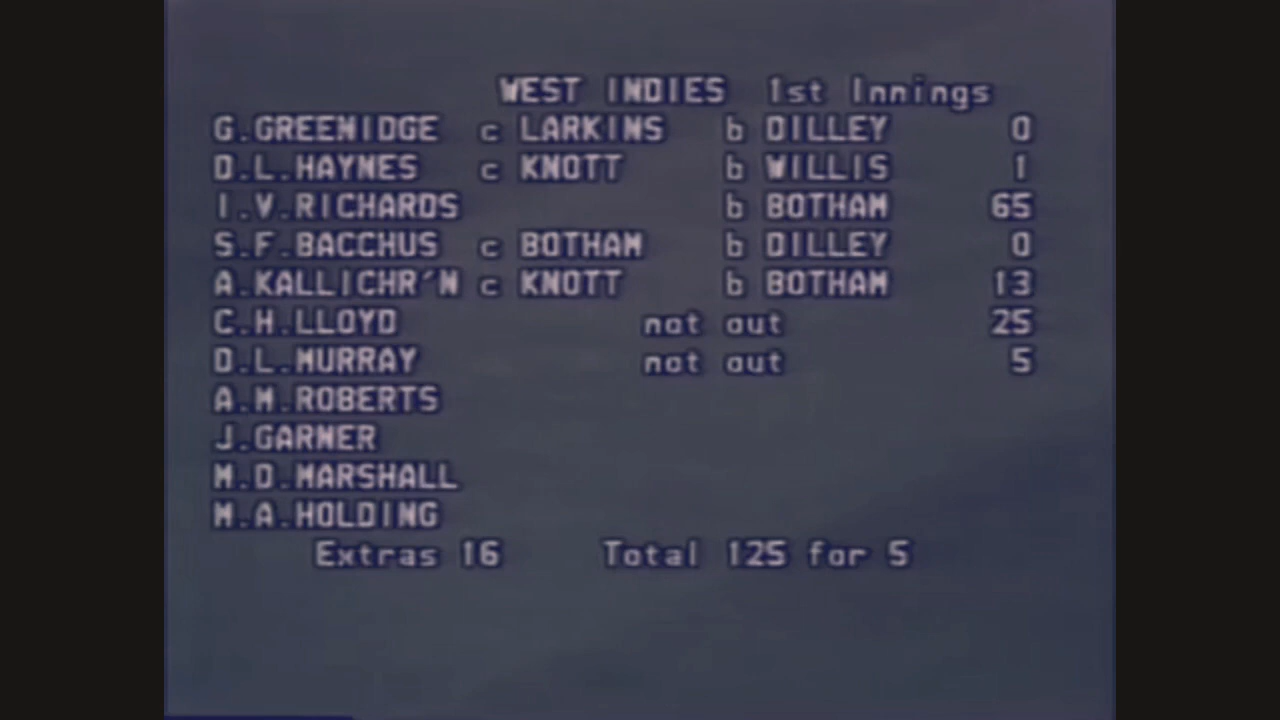 WEST INDIES 1st Innings
G.GREENIDGE c LARKINS b DILLEY 0
D.L.HAYNES c KNOTT b WILLIS 1
I.V.RICHARDS b BOTHAM 65
S.F.BACCHUS c BOTHAM b DILLEY 0
A.KALLICHR'N c KNOTT b BOTHAM 13
C.H.LLOYD not out 25
D.L.MURRAY not out 5
A.M.ROBERTS
J.GARNER
M.D.MARSHALL
M.A.HOLDING
Extras 16 Total 125 for 5